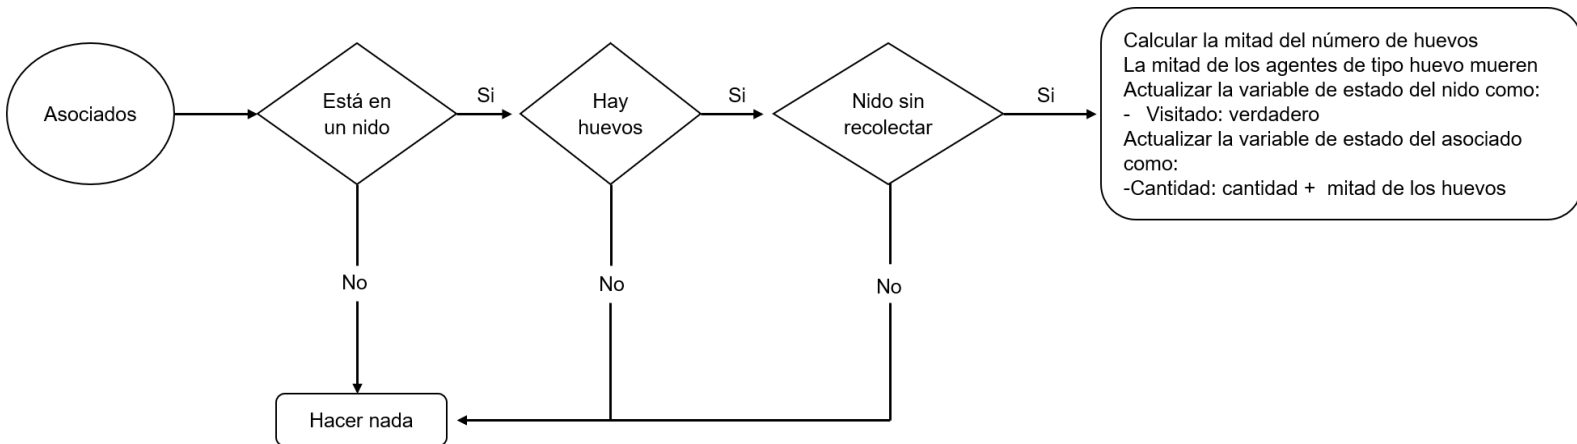 Asociados
Está en
un nido
Si
Hay
huevos
Si
Nido sin
recolectar
Si
Calcular la mitad del número de huevos
La mitad de los agentes de tipo huevo mueren
Actualizar la variable de estado del nido como:
- Visitado: verdadero
Actualizar la variable de estado del asociado
como:
-Cantidad: cantidad + mitad de los huevos
No
No
No
Hacer nada